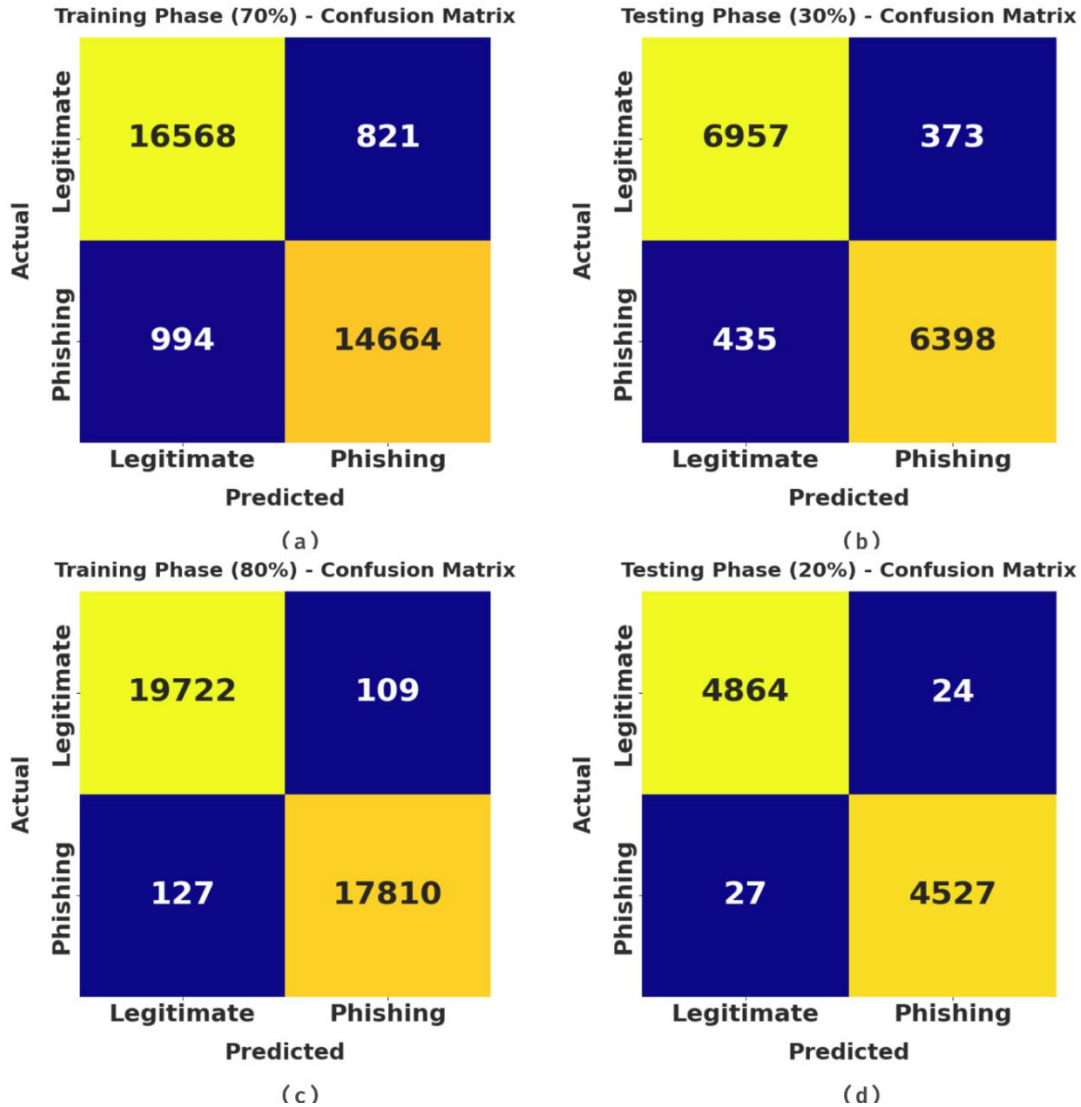 Training Phase (70%) - Confusion Matrix
Legitimate
16568
821
Actual
Phishing
994
14664
Legitimate
Phishing
Predicted
(a)
Testing Phase (30%) - Confusion Matrix
Legitimate
6957
373
Actual
Phishing
435
6398
Legitimate
Phishing
Predicted
(b)
Training Phase (80%) - Confusion Matrix
Legitimate
19722
109
Actual
Phishing
127
17810
Legitimate
Phishing
Predicted
(c)
Testing Phase (20%) - Confusion Matrix
Legitimate
4864
24
Actual
Phishing
27
4527
Legitimate
Phishing
Predicted
(d)